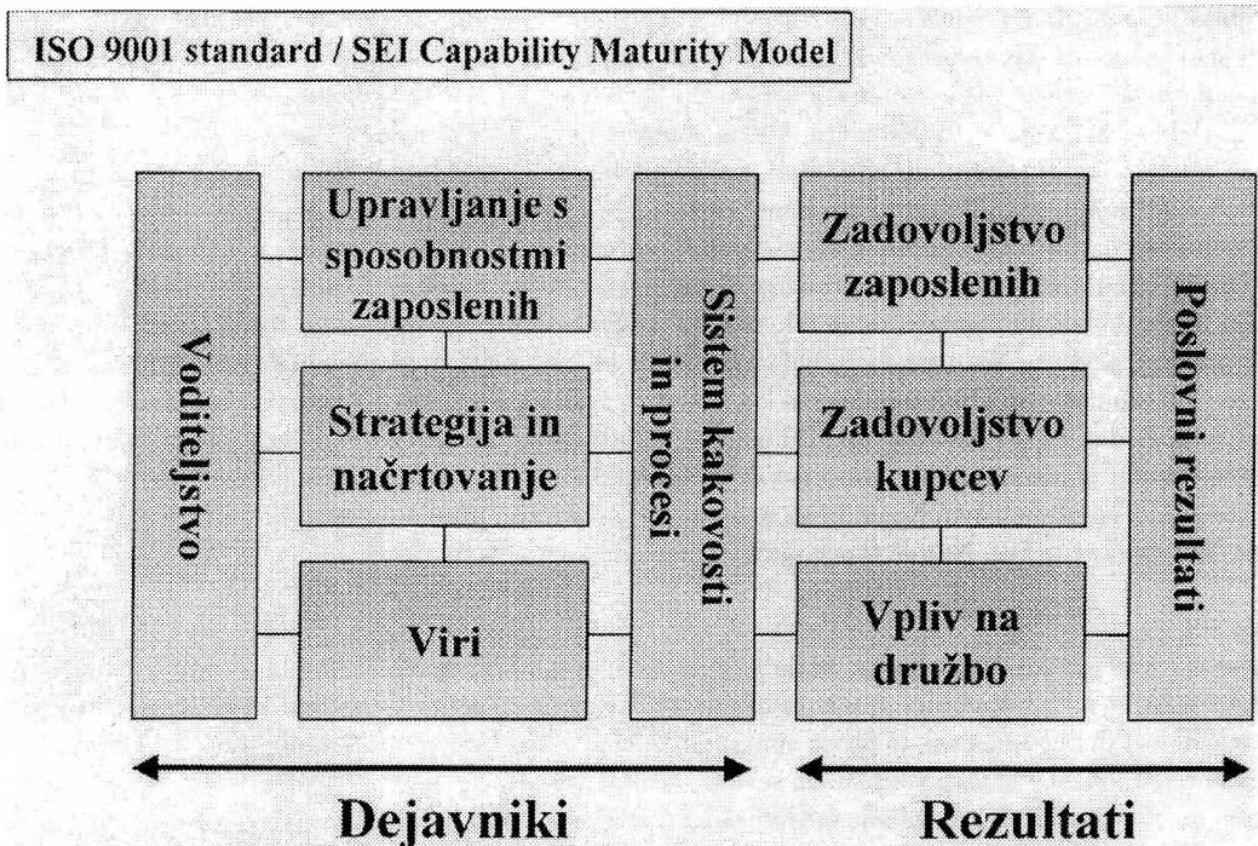 ISO 9001 standard / SEI Capability Maturity Model
Voditeljstvo
Upravljanje s
sposobnostmi
zaposlenih
Strategija in
načrtovanje
Viri
Sistem kakovosti
in procesi
Zadovoljstvo
zaposlenih
Zadovoljstvo
kupcev
Vpliv na
družbo
Poslovni rezultati
Dejavniki
Rezultati